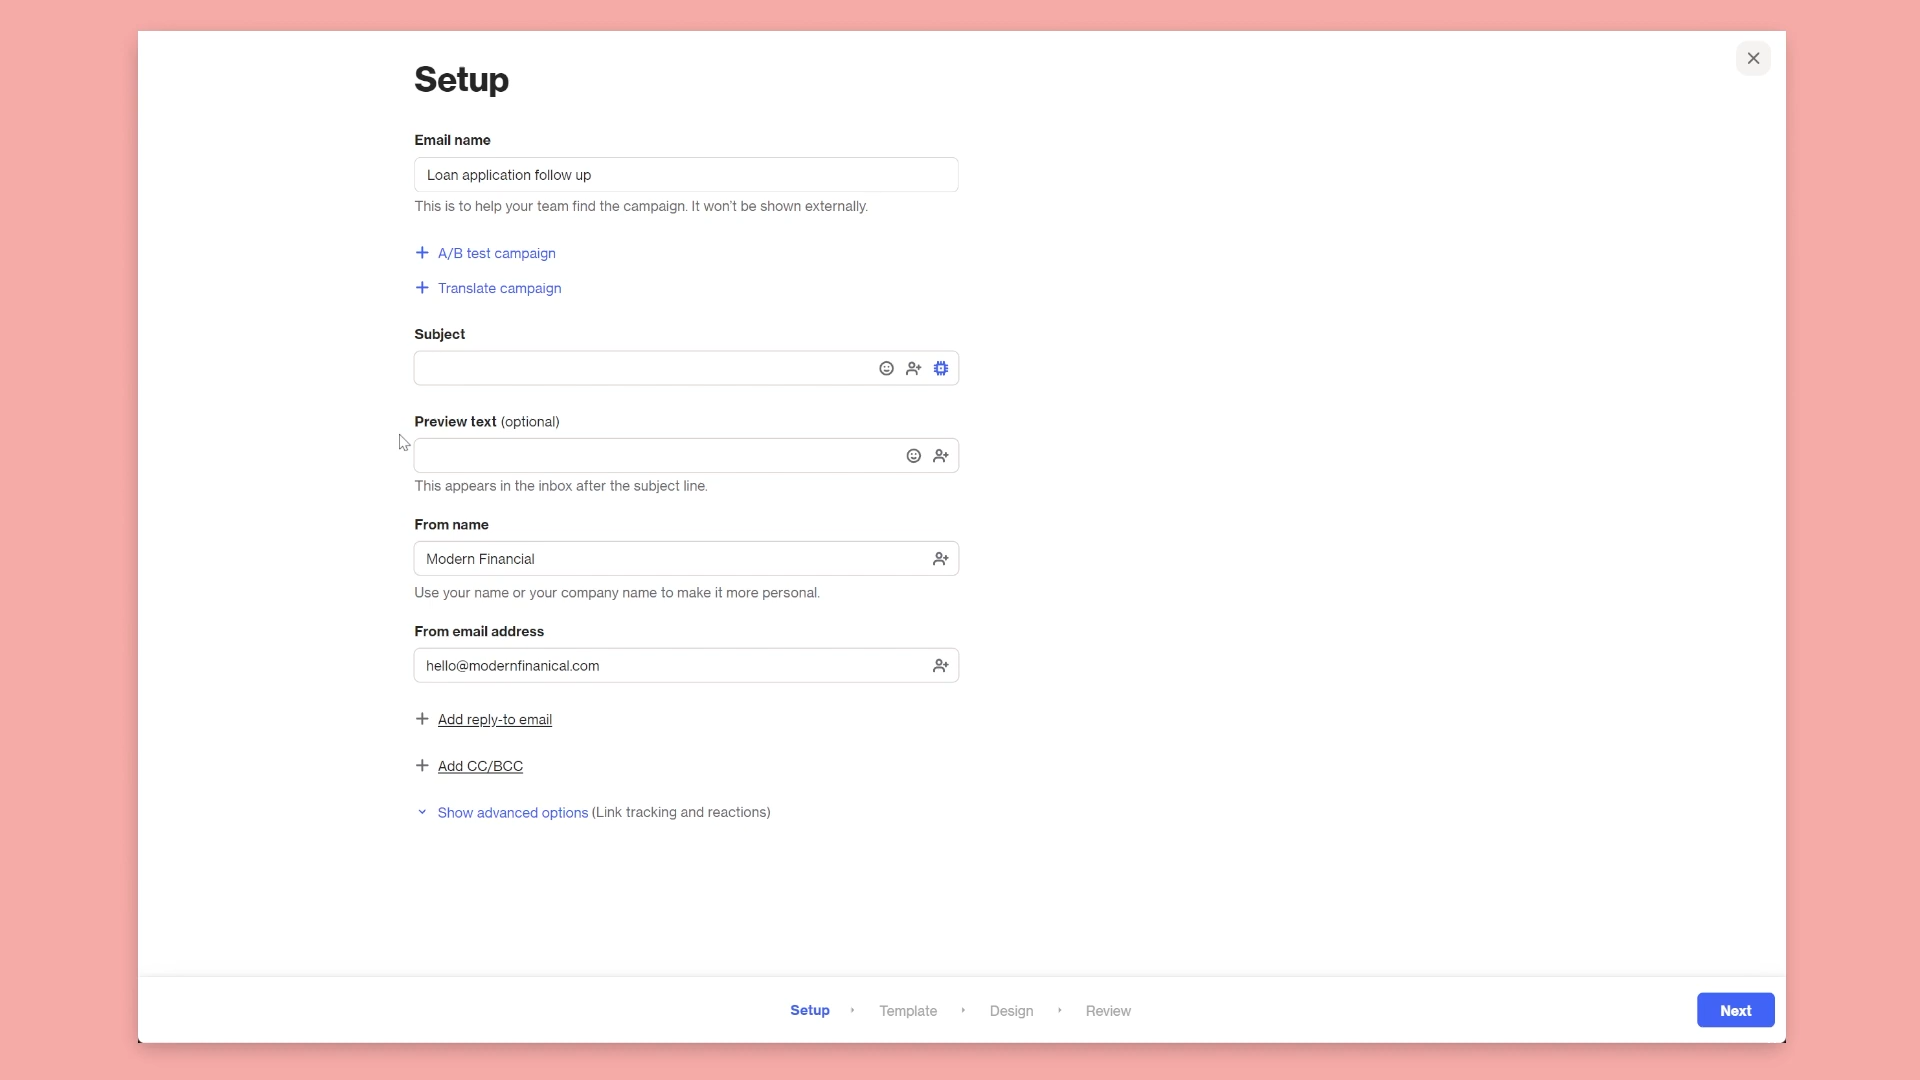 Setup
Email name
Loan application follow up
This is to help your team find the campaign. It won't be shown externally.
A/B test campaign
Translate campaign
Subject
Preview text (optional)
This appears in the inbox after the subject line.
From name
Modern Financial
Use your name or your company name to make it more personal.
From email address
hello@modernfinanical.com
Add reply-to email
Add CC/BCC
Show advanced options (Link tracking and reactions)
Setup Template Design Review
Next